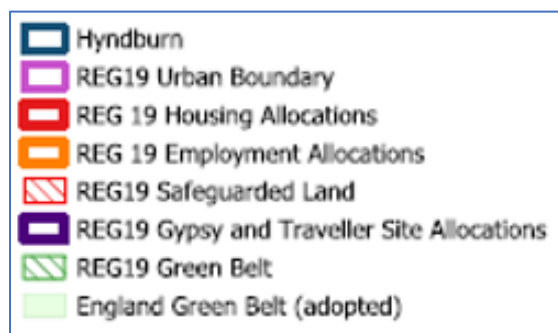 Hyndburn
REG19 Urban Boundary
REG 19 Housing Allocations
REG 19 Employment Allocations
REG19 Safeguarded Land
REG19 Gypsy and Traveller Site Allocations
REG19 Green Belt
England Green Belt (adopted)